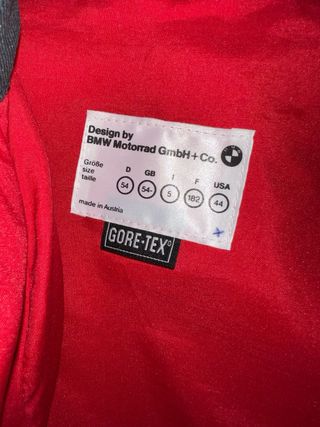 Design by
BMW Motorrad GmbH + Co.
Größe
size
taille
D GB I F USA
54 54- 5 182 44
made in Austria
GORE-TEX®